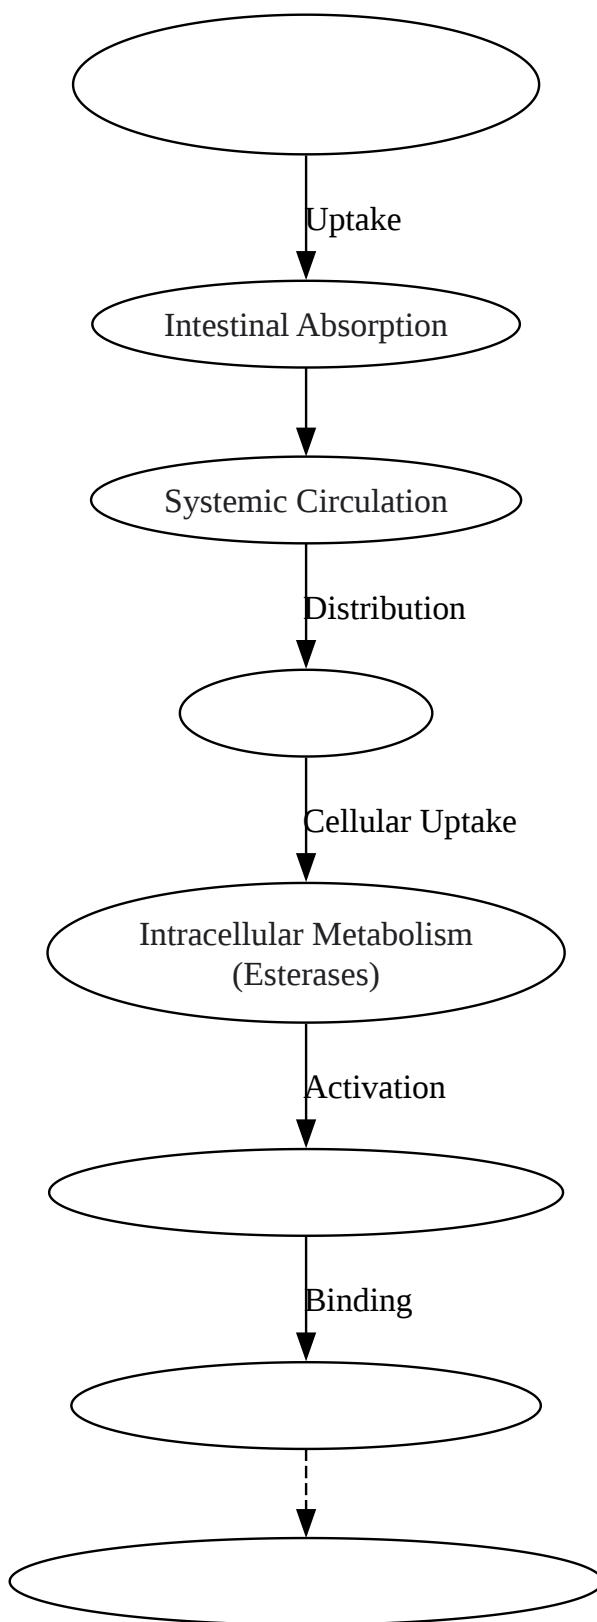 Uptake
Intestinal Absorption
Systemic Circulation
Distribution
Cellular Uptake
Intracellular Metabolism
(Esterases)
Activation
Binding